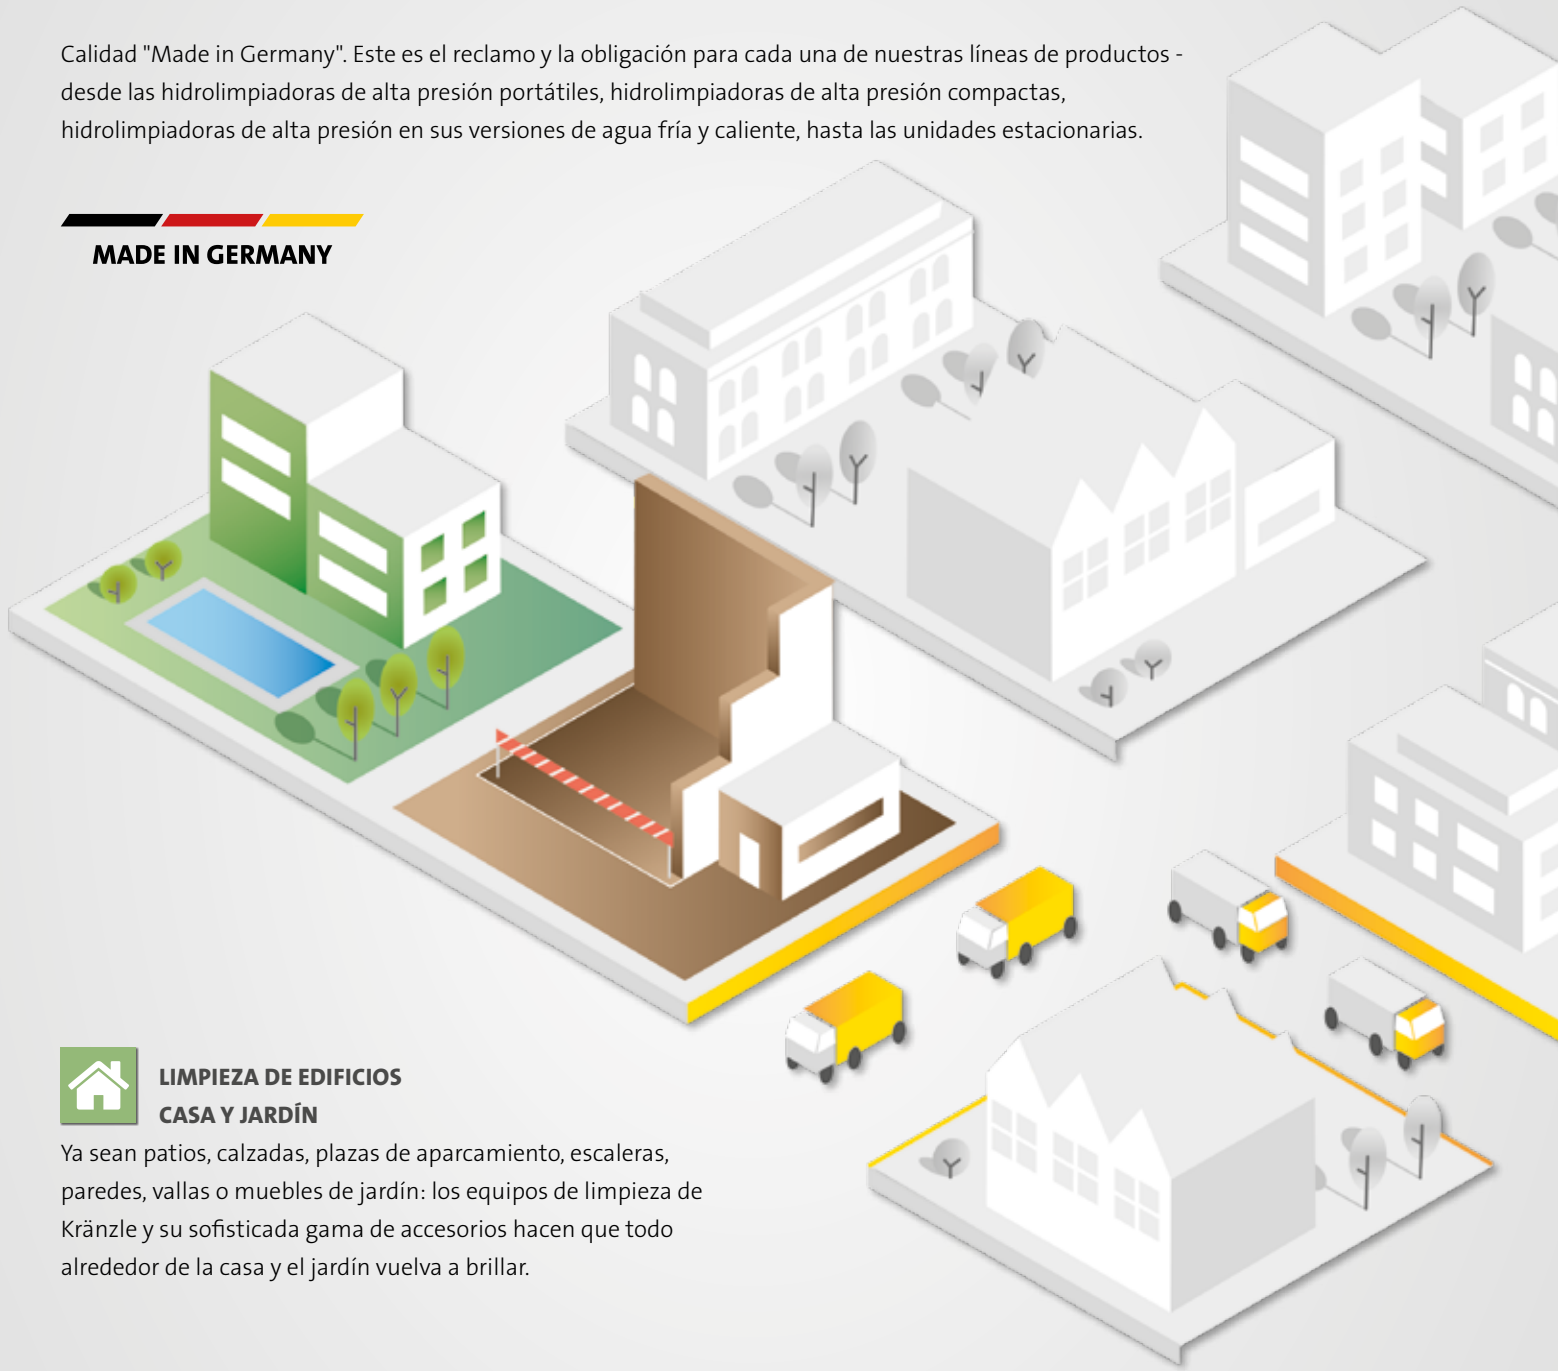 Calidad "Made in Germany". Este es el reclamo y la obligación para cada una de nuestras líneas de productos -
desde las hidrolimpiadoras de alta presión portátiles, hidrolimpiadoras de alta presión compactas,
hidrolimpiadoras de alta presión en sus versiones de agua fría y caliente, hasta las unidades estacionarias.
MADE IN GERMANY
LIMPIEZA DE EDIFICIOS
CASA Y JARDÍN
Ya sean patios, calzadas, plazas de aparcamiento, escaleras,
paredes, vallas o muebles de jardín: los equipos de limpieza de
Kränzle y su sofisticada gama de accesorios hacen que todo
alrededor de la casa y el jardín vuelva a brillar.